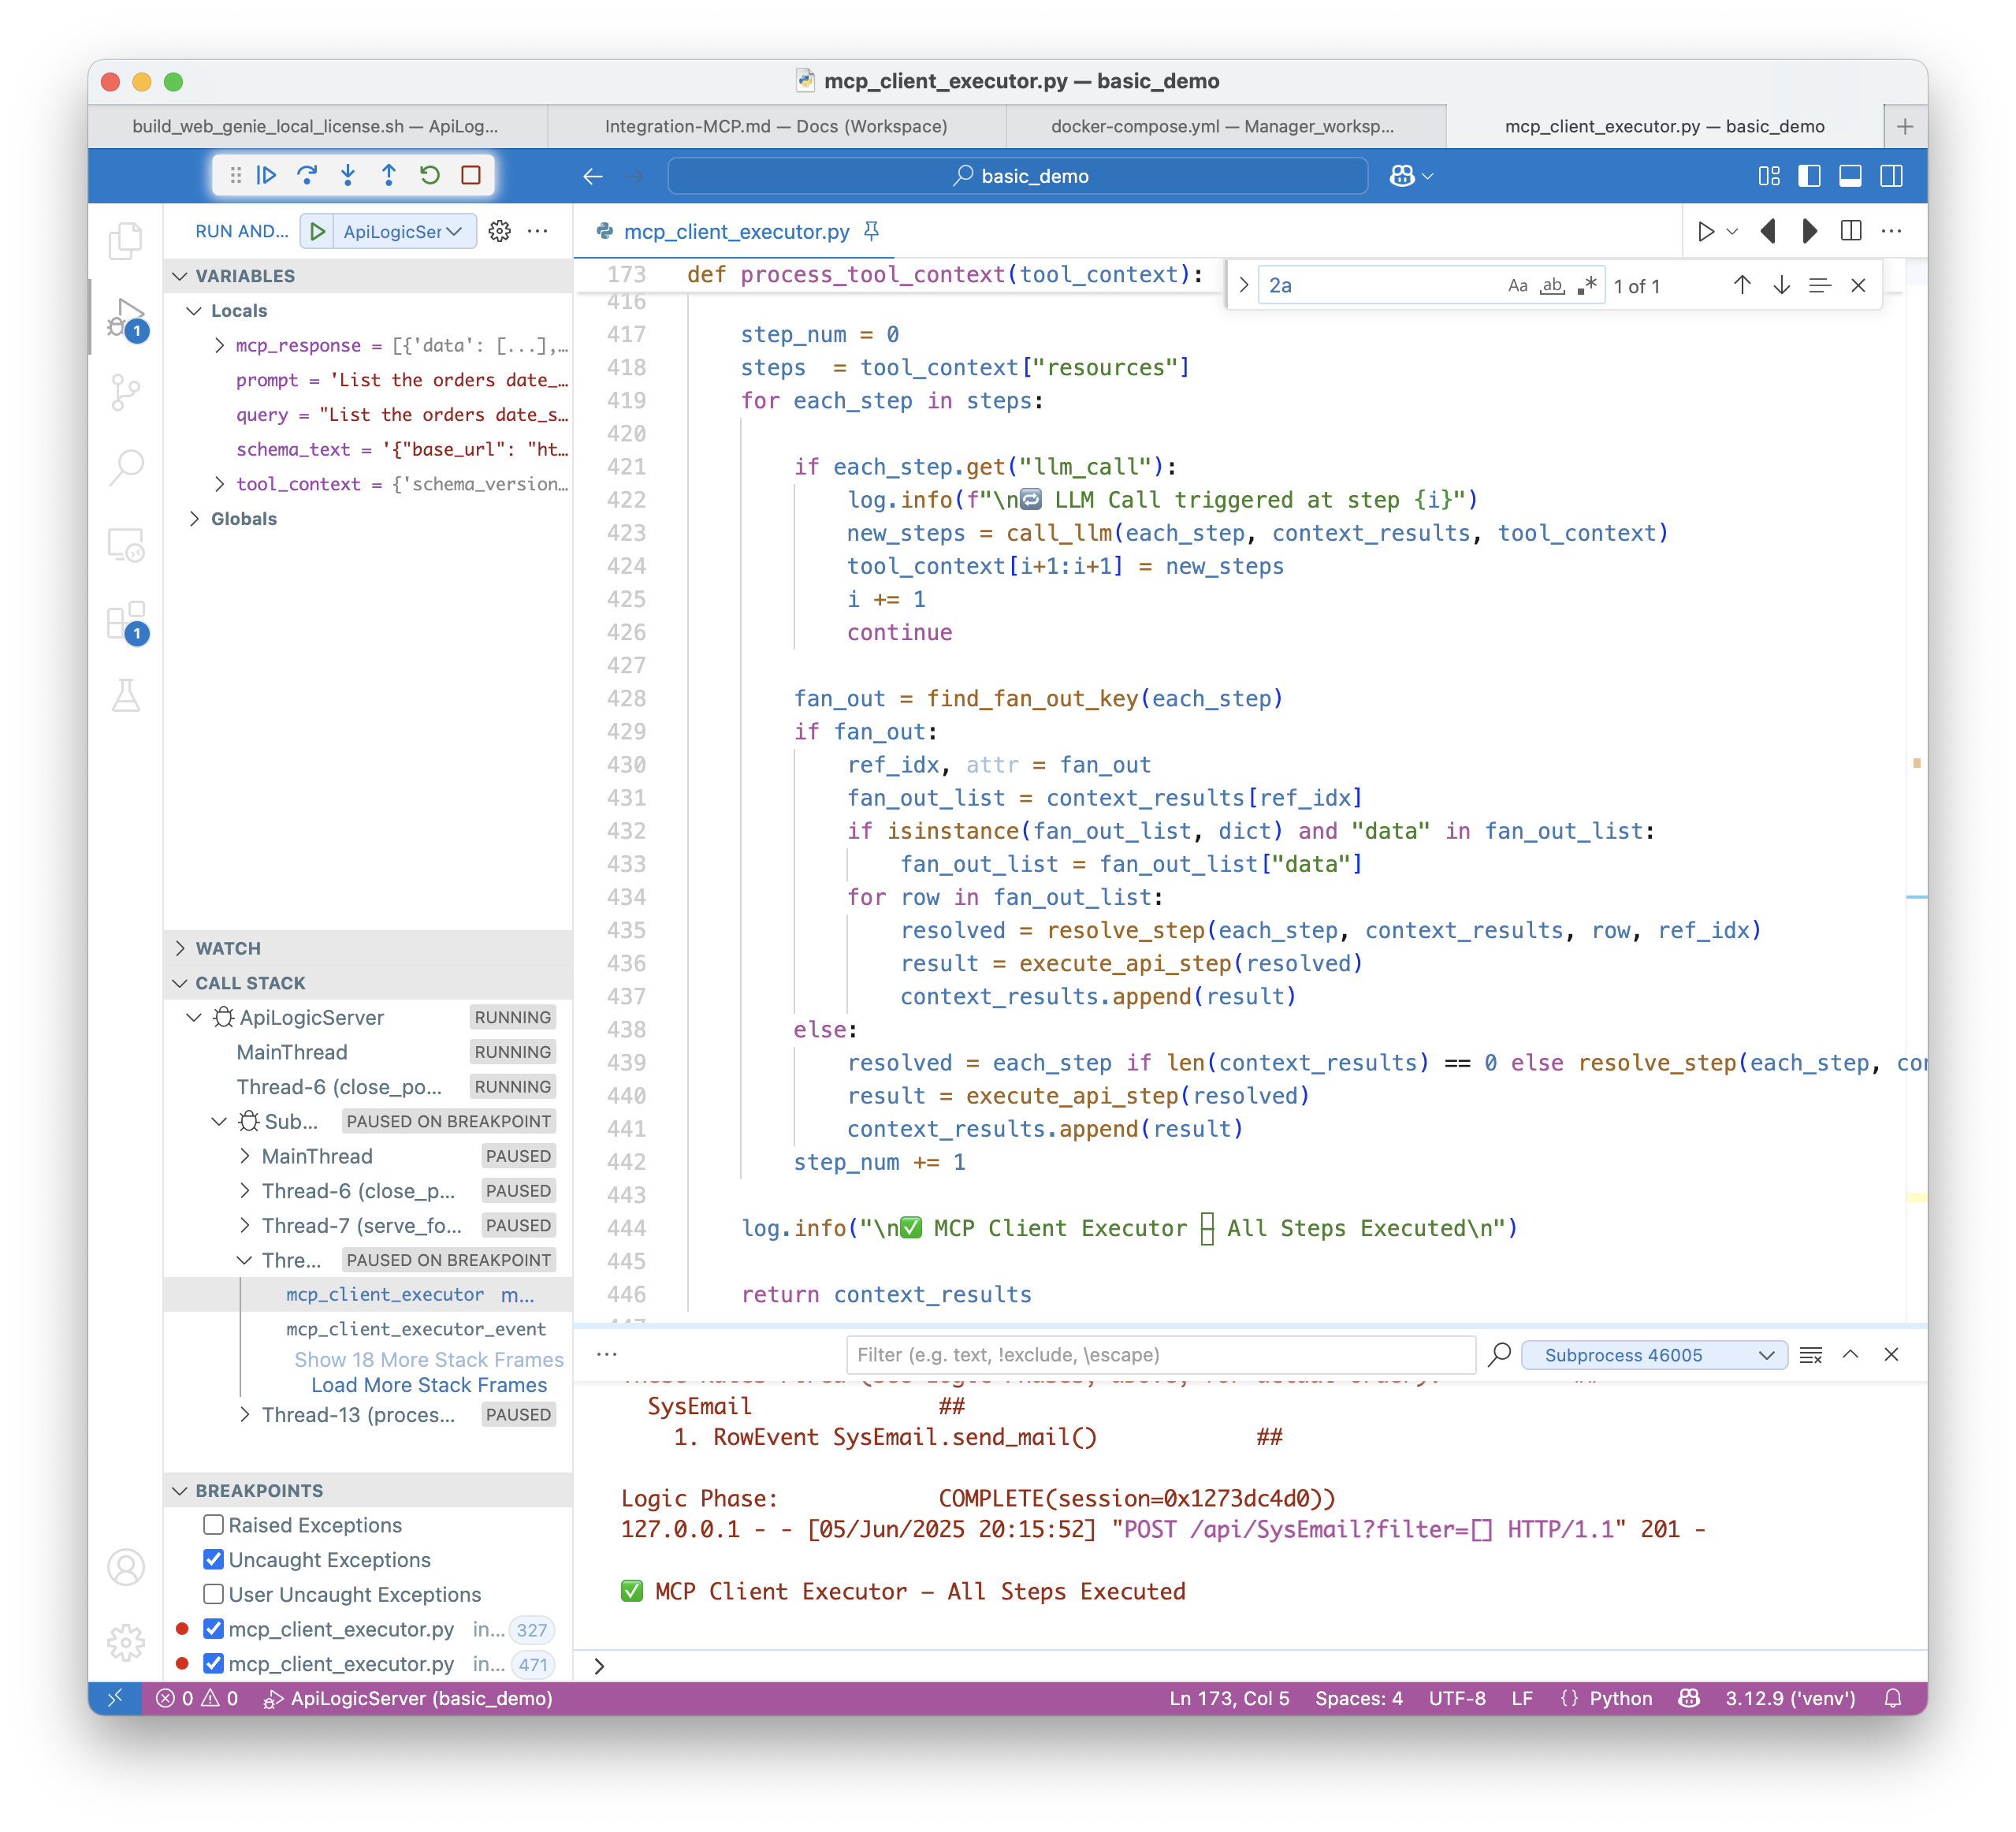 mcp_client_executor.py — basic_demo
build_web_genie_local_license.sh — ApiLog...
Integration-MCP.md — Docs (Workspace)
docker-compose.yml — Manager_worksp...
mcp_client_executor.py — basic_demo
basic_demo
RUN AND...
ApiLogicSer
VARIABLES
Locals
mcp_response = [{'data': [...],...
prompt = 'List the orders date_...
query = "List the orders date_s...
schema_text = '{"base_url": "ht...
tool_context = {'schema_version...
Globals
1
1
WATCH
CALL STACK
ApiLogicServer RUNNING
MainThread RUNNING
Thread-6 (close_po... RUNNING
Sub... PAUSED ON BREAKPOINT
MainThread PAUSED
Thread-6 (close_p... PAUSED
Thread-7 (serve_fo... PAUSED
Thre... PAUSED ON BREAKPOINT
mcp_client_executor m...
mcp_client_executor_event
Show 18 More Stack Frames
Load More Stack Frames
Thread-13 (proces... PAUSED
BREAKPOINTS
Raised Exceptions
Uncaught Exceptions
User Uncaught Exceptions
mcp_client_executor.py in... 327
mcp_client_executor.py in... 471
mcp_client_executor.py
2a Aa ab 1 of 1
173 def process_tool_context(tool_context):
416
417 step_num = 0
418 steps  = tool_context["resources"]
419 for each_step in steps:
420
421 if each_step.get("llm_call"):
422 log.info(f"\n🔁 LLM Call triggered at step {i}")
423 new_steps = call_llm(each_step, context_results, tool_context)
424 tool_context[i+1:i+1] = new_steps
425 i += 1
426 continue
427
428 fan_out = find_fan_out_key(each_step)
429 if fan_out:
430 ref_idx, attr = fan_out
431 fan_out_list = context_results[ref_idx]
432 if isinstance(fan_out_list, dict) and "data" in fan_out_list:
433 fan_out_list = fan_out_list["data"]
434 for row in fan_out_list:
435 resolved = resolve_step(each_step, context_results, row, ref_idx)
436 result = execute_api_step(resolved)
437 context_results.append(result)
438 else:
439 resolved = each_step if len(context_results) == 0 else resolve_step(each_step, con
440 result = execute_api_step(resolved)
441 context_results.append(result)
442 step_num += 1
443
444 log.info("\n✅ MCP Client Executor – All Steps Executed\n")
445
446 return context_results
Filter (e.g. text, !exclude, \escape)
Subprocess 46005
SysEmail ##
1. RowEvent SysEmail.send_mail() ##
Logic Phase: COMPLETE(session=0x1273dc4d0))
127.0.0.1 - - [05/Jun/2025 20:15:52] "POST /api/SysEmail?filter=[] HTTP/1.1" 201 -
✅ MCP Client Executor – All Steps Executed
0 0 ApiLogicServer (basic_demo) Ln 173, Col 5 Spaces: 4 UTF-8 LF {} Python 3.12.9 ('venv')